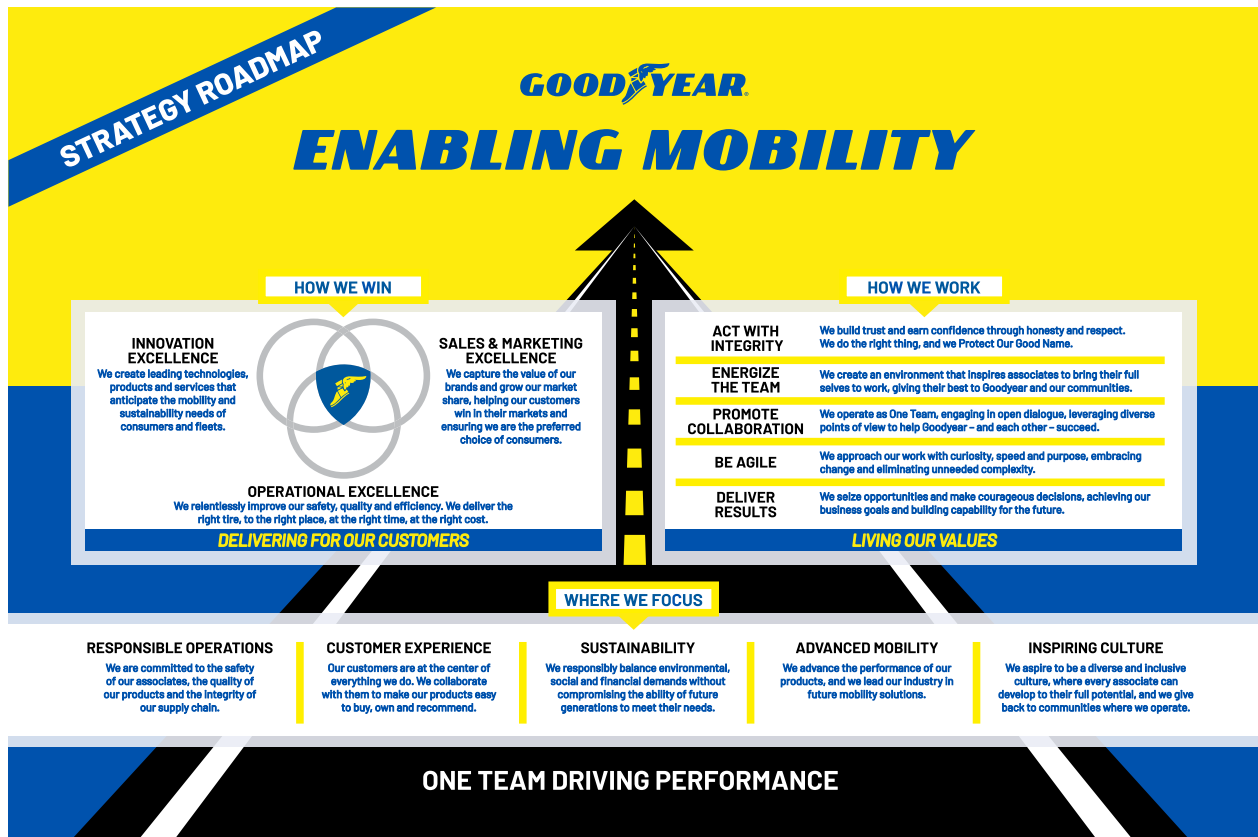 STRATEGY ROADMAP
GOODYEAR®
ENABLING MOBILITY
HOW WE WIN
INNOVATION
EXCELLENCE
We create leading technologies,
products and services that
anticipate the mobility and
sustainability needs of
consumers and fleets.
SALES & MARKETING
EXCELLENCE
We capture the value of our
brands and grow our market
share, helping our customers
win in their markets and
ensuring we are the preferred
choice of consumers.
OPERATIONAL EXCELLENCE
We relentlessly improve our safety, quality and efficiency. We deliver the
right tire, to the right place, at the right time, at the right cost.
DELIVERING FOR OUR CUSTOMERS
HOW WE WORK
ACT WITH
INTEGRITY
We build trust and earn confidence through honesty and respect.
We do the right thing, and we Protect Our Good Name.
ENERGIZE
THE TEAM
We create an environment that inspires associates to bring their full
selves to work, giving their best to Goodyear and our communities.
PROMOTE
COLLABORATION
We operate as One Team, engaging in open dialogue, leveraging diverse
points of view to help Goodyear – and each other – succeed.
BE AGILE
We approach our work with curiosity, speed and purpose, embracing
change and eliminating unneeded complexity.
DELIVER
RESULTS
We seize opportunities and make courageous decisions, achieving our
business goals and building capability for the future.
LIVING OUR VALUES
WHERE WE FOCUS
RESPONSIBLE OPERATIONS
We are committed to the safety
of our associates, the quality of
our products and the integrity of
our supply chain.
CUSTOMER EXPERIENCE
Our customers are at the center of
everything we do. We collaborate
with them to make our products easy
to buy, own and recommend.
SUSTAINABILITY
We responsibly balance environmental,
social and financial demands without
compromising the ability of future
generations to meet their needs.
ADVANCED MOBILITY
We advance the performance of our
products, and we lead our industry in
future mobility solutions.
INSPIRING CULTURE
We aspire to be a diverse and inclusive
culture, where every associate can
develop to their full potential, and we give
back to communities where we operate.
ONE TEAM DRIVING PERFORMANCE